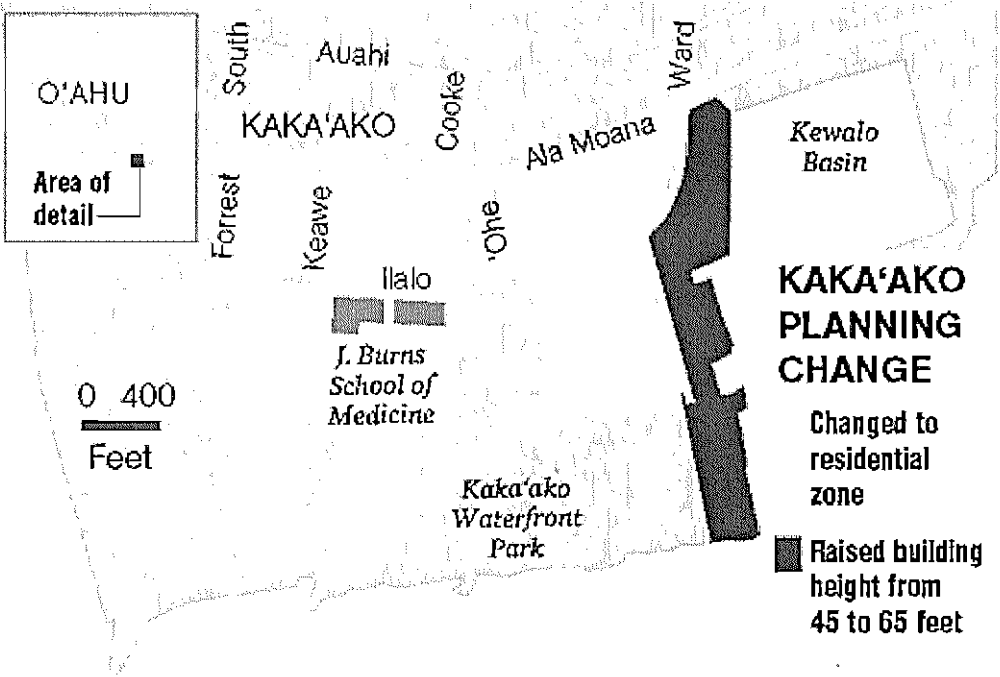 O'AHU
Area of
detail
South
Auahi
KAKA'AKO
Cooke
Ward
Ala Moana
Kewalo
Basin
Forrest
Keawe
'Ohe
Ilalo
J. Burns
School of
Medicine
0 400
Feet
Kaka'ako
Waterfront
Park
KAKA'AKO
PLANNING
CHANGE
Changed to
residential
zone
Raised building
height from
45 to 65 feet